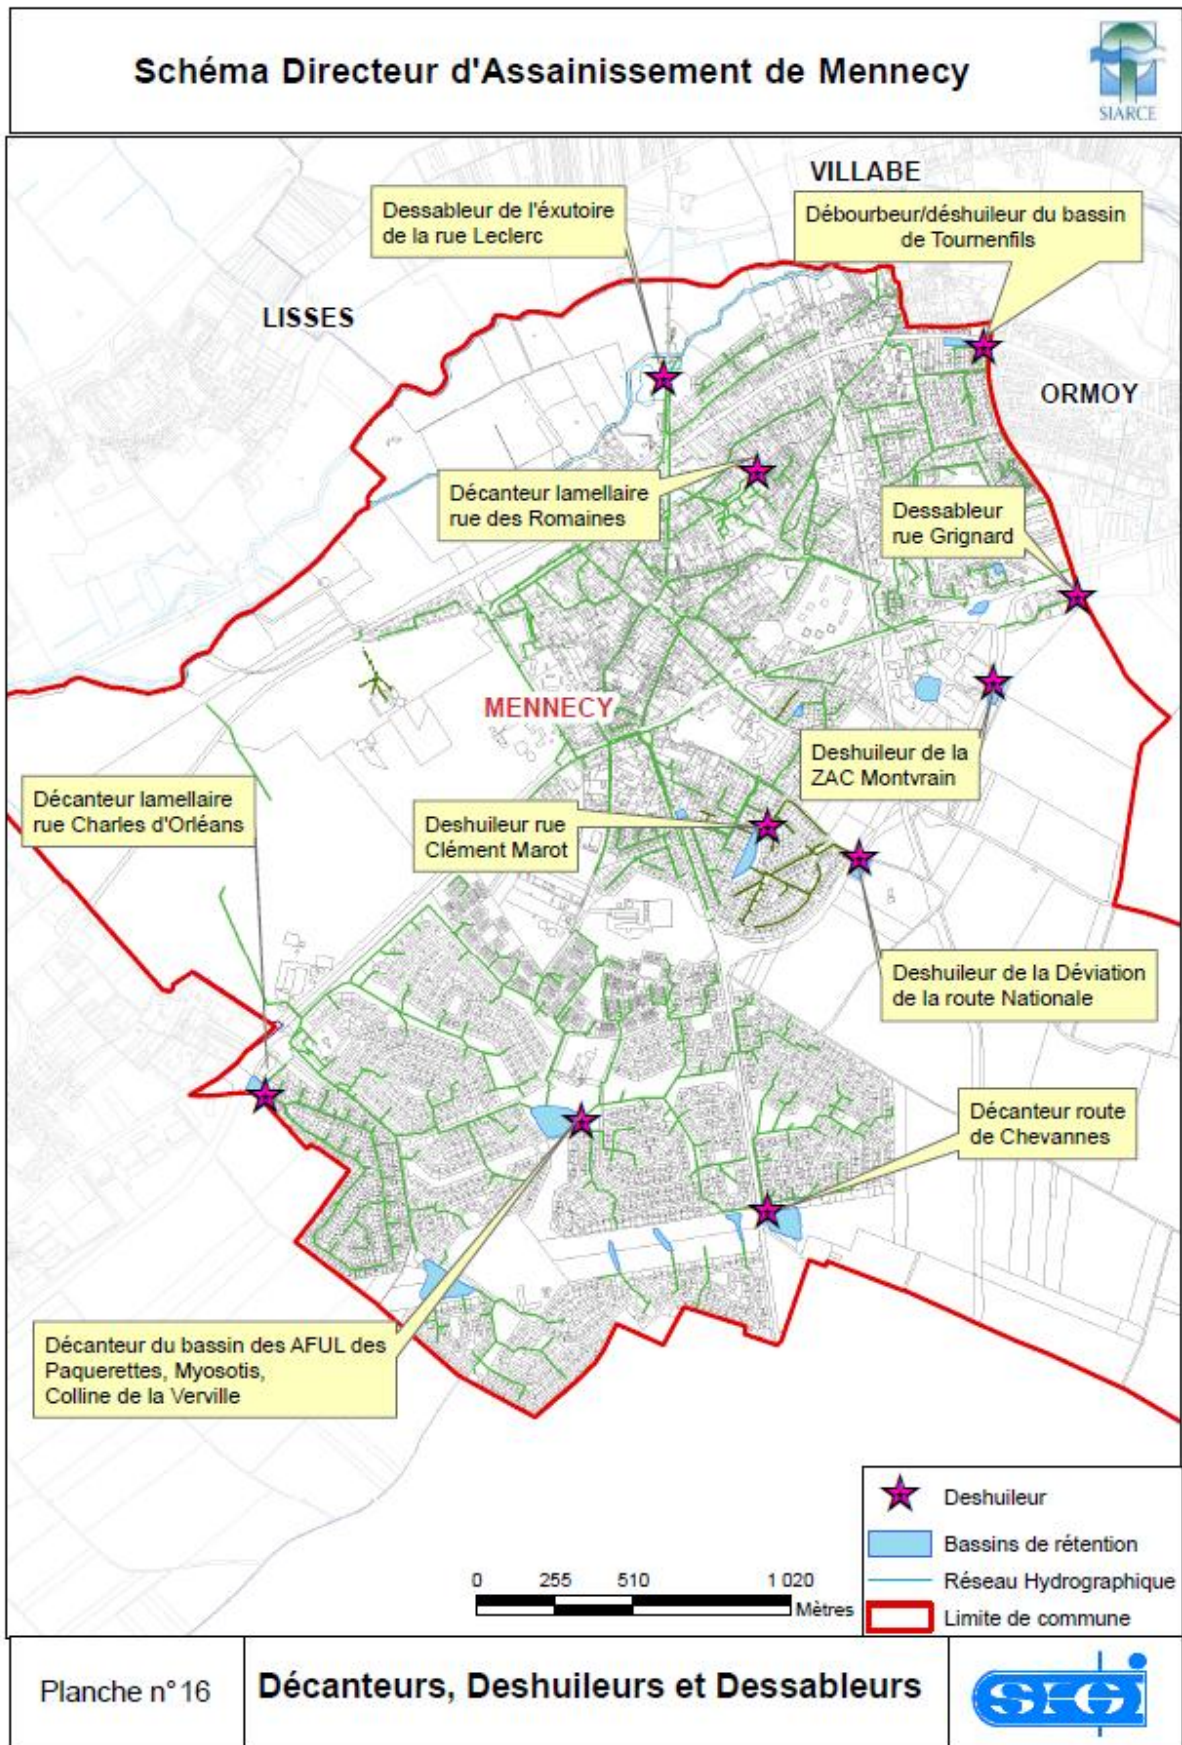 Schéma Directeur d'Assainissement de Mennecy
SIARCE
VILLABE
Dessableur de l'éxutoire
de la rue Leclerc
Débourbeur/déshuileur du bassin
de Tournenfils
LISSES
ORMOY
Décanteur lamellaire
rue des Romaines
Dessableur
rue Grignard
MENNECY
Deshuileur de la
ZAC Montvrain
Décanteur lamellaire
rue Charles d'Orléans
Deshuileur rue
Clément Marot
Deshuileur de la Déviation
de la route Nationale
Décanteur route
de Chevannes
Décanteur du bassin des AFUL des
Paquerettes, Myosotis,
Colline de la Verville
Deshuileur
Bassins de rétention
Réseau Hydrographique
Limite de commune
0 255 510 1 020
Mètres
Planche n°16
Décanteurs, Deshuileurs et Dessableurs
SFGI